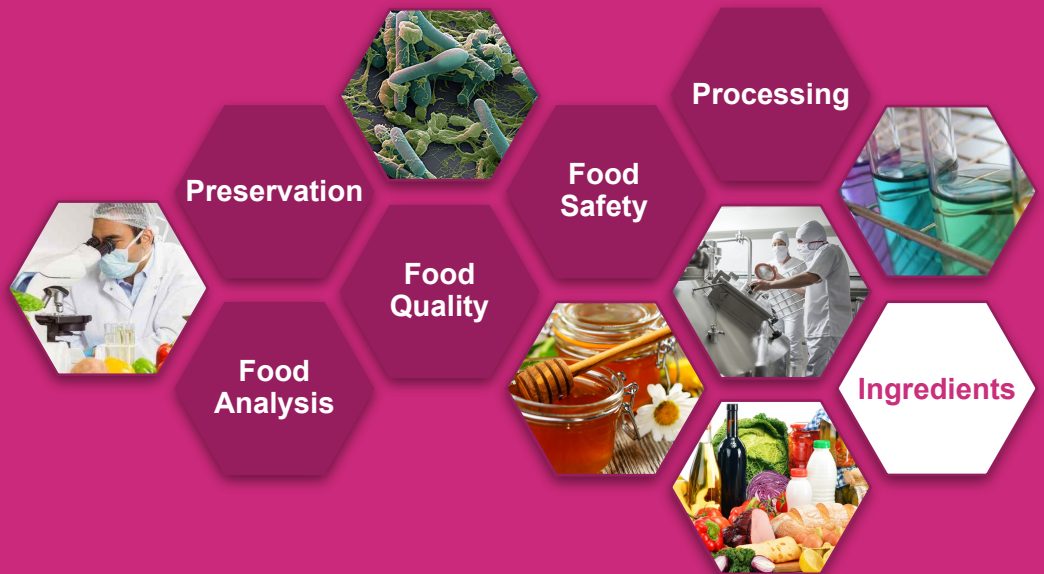 Processing
Preservation
Food
Safety
Food
Quality
Food
Analysis
Ingredients